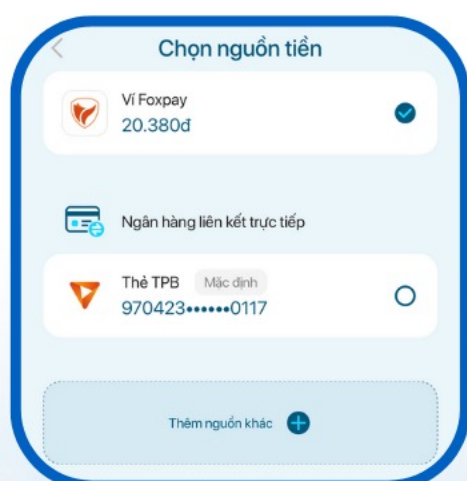 Chọn nguồn tiền
Ví Foxpay
20.380đ
Ngân hàng liên kết trực tiếp
Thẻ TPB Mặc định
970423••••••0117
Thêm nguồn khác